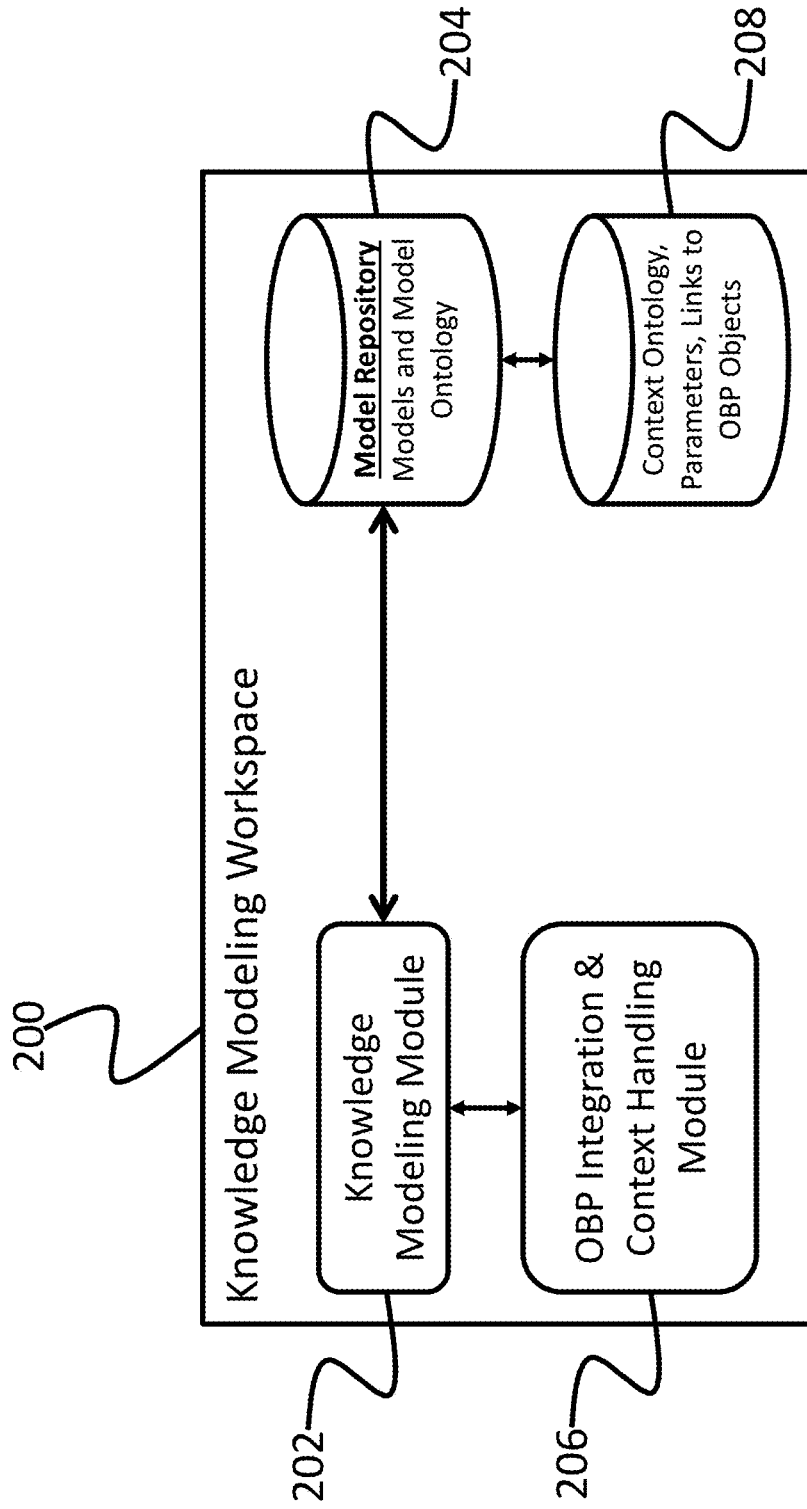 200
Knowledge Modeling Workspace
202
Knowledge
Modeling Module
Model Repository
Models and Model
Ontology
204
206
OBP Integration &
Context Handling
Module
Context Ontology,
Parameters, Links to
OBP Objects
208